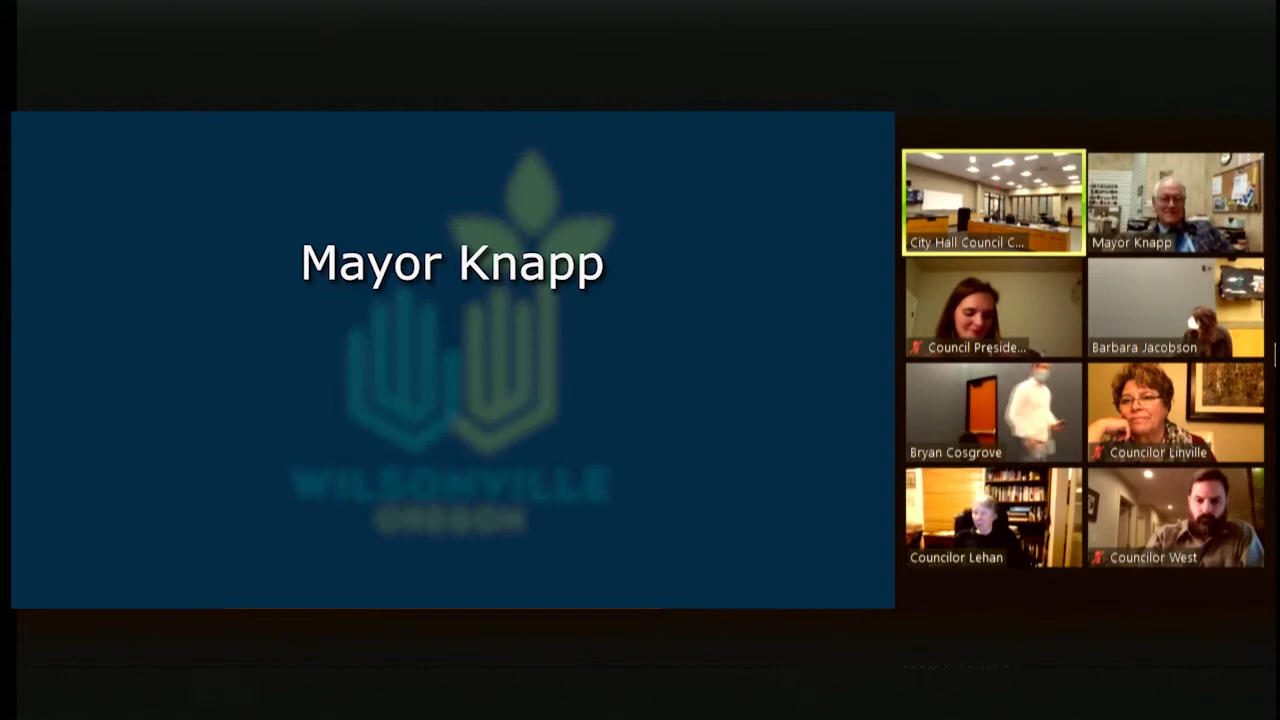 Mayor Knapp
WILSONVILLE
OREGON
City Hall Council C...
Mayor Knapp
Council Preside...
Barbara Jacobson
Bryan Cosgrove
Councilor Linville
Councilor Lehan
Councilor West